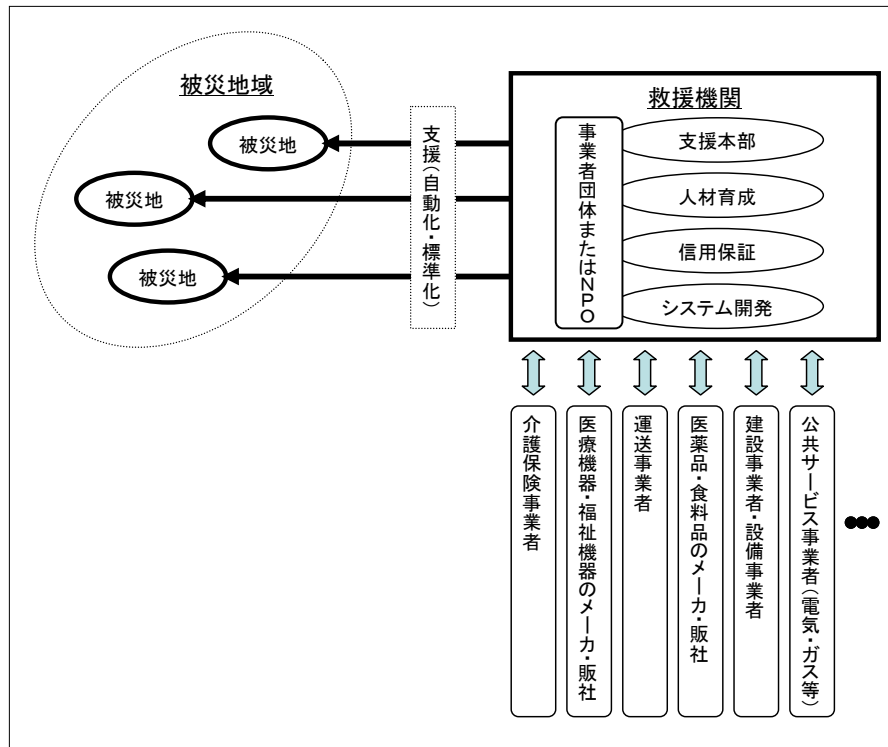 被災地域
被災地
被災地
被災地
支援(自動化・標準化)
救援機関
事業者団体またはNPO
支援本部
人材育成
信用保証
システム開発
介護保険事業者
医療機器・福祉機器のメーカ・販社
運送事業者
医薬品・食料品のメーカ・販社
建設事業者・設備事業者
公共サービス事業者(電気・ガス等)
●●●